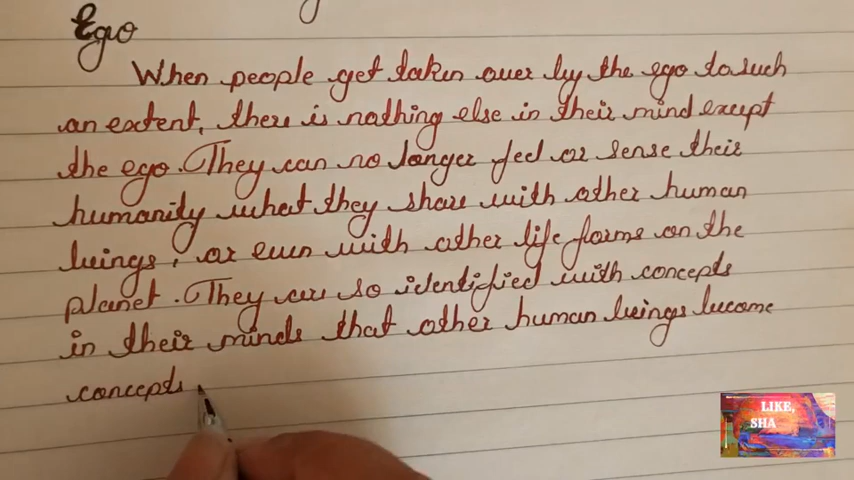 Ego
When people get taken over by the ego to such
an extent, there is nothing else in their mind except
the ego. They can no longer feel or sense their
humanity what they share with other human
beings, or even with other life forms on the
planet. They are so identified with concepts
in their minds that other human beings become
concepts
LIKE,
SHA